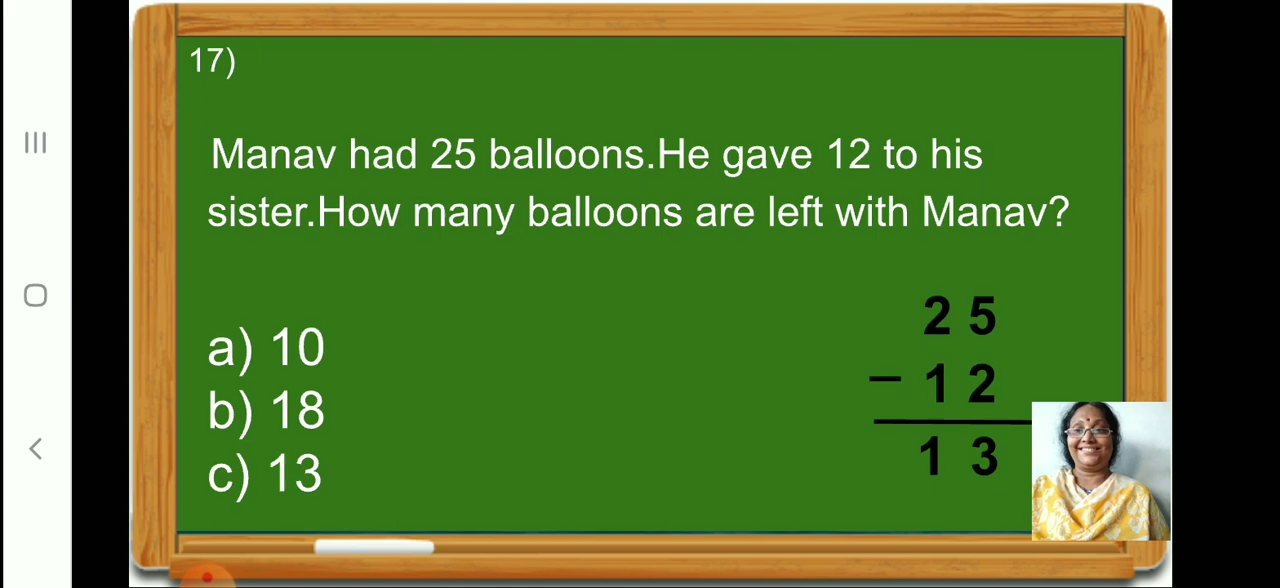 17)
Manav had 25 balloons.He gave 12 to his
sister.How many balloons are left with Manav?
a) 10
b) 18
c) 13
2 5
– 1 2
1 3